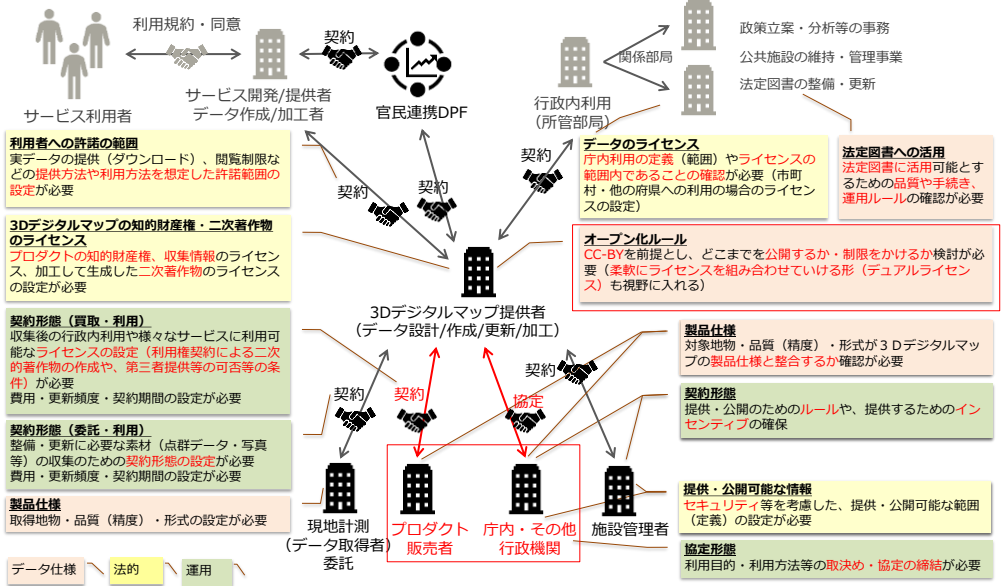 利用規約・同意
契約
サービス利用者
サービス開発/提供者
データ作成/加工者
官民連携DPF
行政内利用
(所管部局)
関係部局
政策立案・分析等の事務
公共施設の維持・管理事業
法定図書の整備・更新
利用者への許諾の範囲
実データの提供（ダウンロード）、閲覧制限な
どの提供方法や利用方法を想定した許諾範囲の
設定が必要
契約
契約
契約
データのライセンス
庁内利用の定義（範囲）やライセンスの
範囲内であることの確認が必要（市町
村・他の府県への利用の場合のライセン
スの設定）
法定図書への活用
法定図書に活用可能とす
るための品質や手続き、
運用ルールの確認が必要
3Dデジタルマップの知的財産権・二次著作物
のライセンス
プロダクトの知的財産権、収集情報のライセン
ス、加工して生成した二次著作物のライセンス
の設定が必要
オープン化ルール
CC-BYを前提とし、どこまでを公開するか・制限をかけるか検討が必
要（柔軟にライセンスを組み合わせていける形（デュアルライセン
ス）も視野に入れる）
3Dデジタルマップ提供者
(データ設計/作成/更新/加工)
契約形態（買取・利用）
収集後の行政内利用や様々なサービスに利用可
能なライセンスの設定（利用権契約による二次
的著作物の作成や、第三者提供等の可否等の条
件）が必要
費用・更新頻度・契約期間の設定が必要
製品仕様
対象地物・品質（精度）・形式が３Ｄデジタルマッ
プの製品仕様と整合するか確認が必要
契約
契約
協定
契約
契約形態
提供・公開のためのルールや、提供するためのイン
センティブの確保
契約形態（委託・利用）
整備・更新に必要な素材（点群データ・写真
等）の収集のための契約形態の設定が必要
費用・更新頻度・契約期間の設定が必要
製品仕様
取得地物・品質（精度）・形式の設定が必要
現地計測
(データ取得者)
委託
プロダクト
販売者
庁内・その他
行政機関
施設管理者
提供・公開可能な情報
セキュリティ等を考慮した、提供・公開可能な範囲
（定義）の設定が必要
協定形態
利用目的・利用方法等の取決め・協定の締結が必要
データ仕様
法的
運用